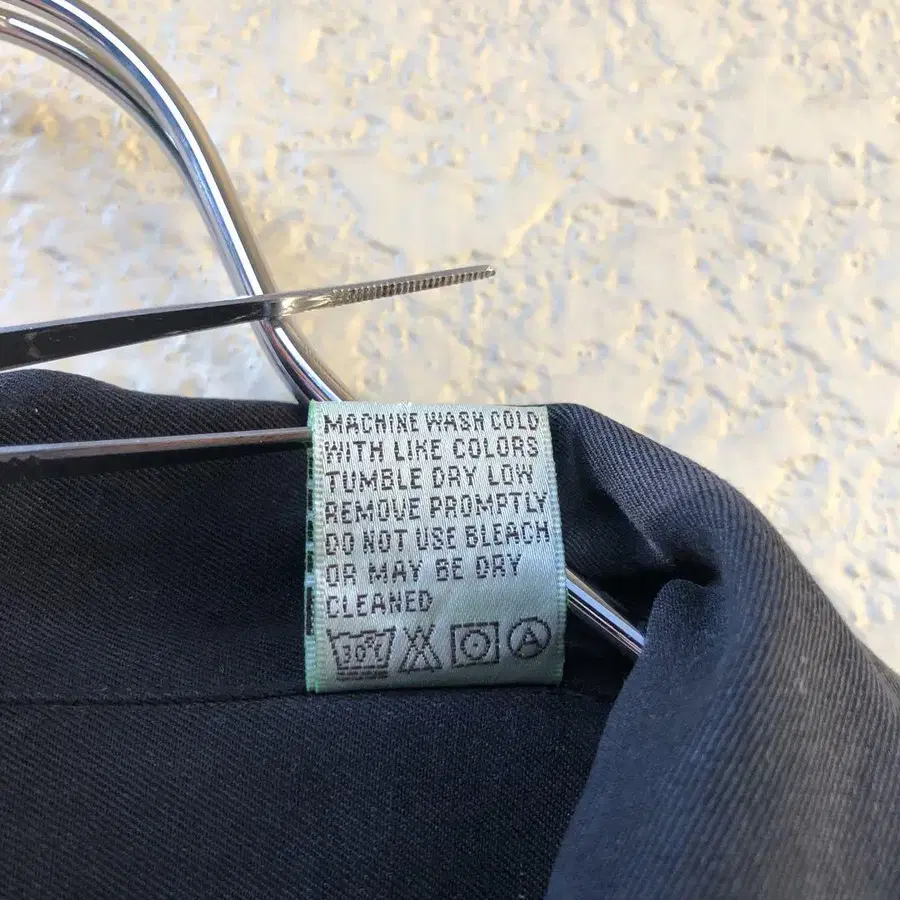 MACHINE WASH COLD
WITH LIKE COLORS
TUMBLE DRY LOW
REMOVE PROMPTLY
DO NOT USE BLEACH
OR MAY BE DRY
CLEANED
30°C A